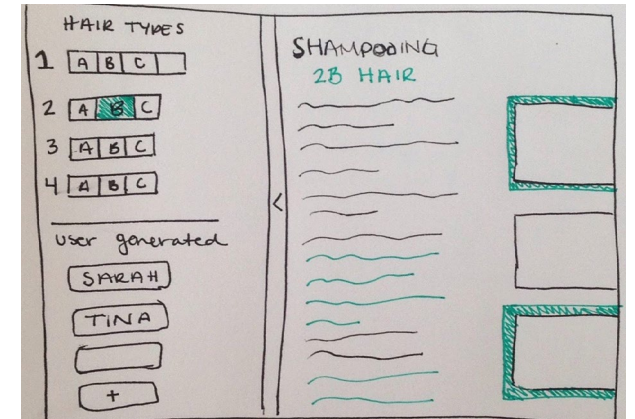 HAIR TYPES
1 A B C
2 A B C
3 A B C
4 A B C
user generated
SARAH
TINA
+
<
SHAMPOOING
2B HAIR